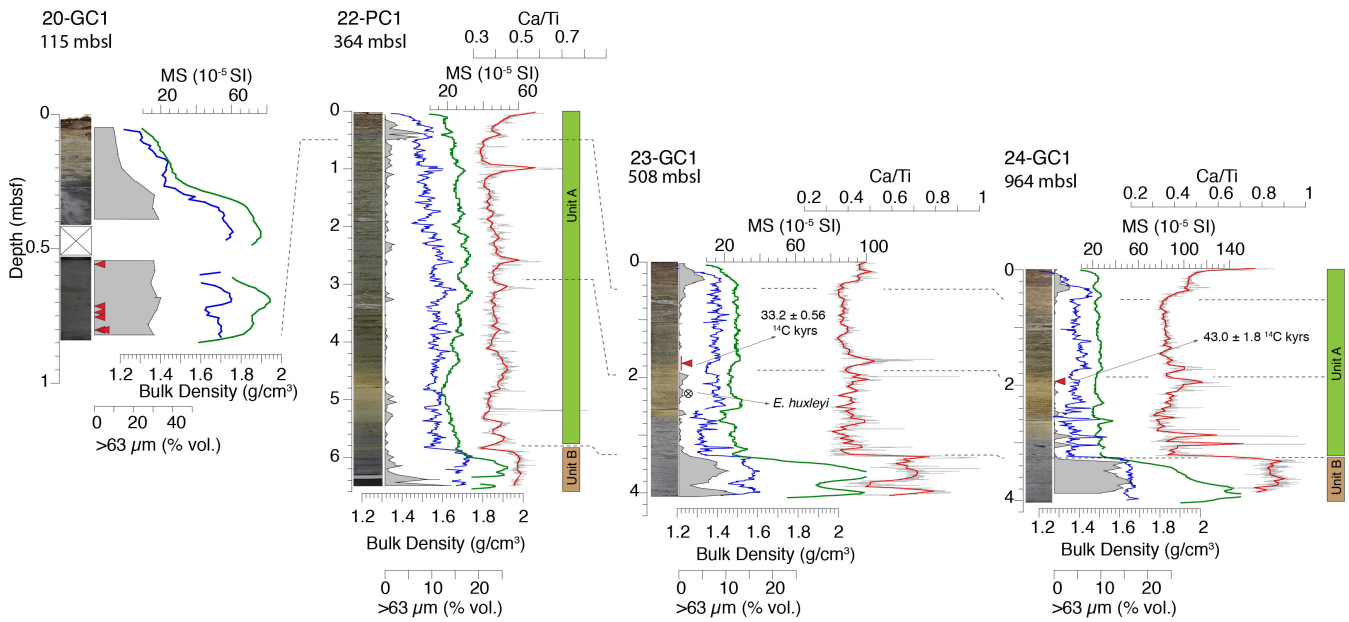 20-GC1
115 mbsl
MS (10-5 SI)
20 60
Depth (mbsf)
0
0.5
1
1.2 1.4 1.6 1.8 2
Bulk Density (g/cm³)
0 20 40
>63 µm (% vol.)
22-PC1
364 mbsl
Ca/Ti
0.3 0.5 0.7
MS (10-5 SI)
20 60
0
1
2
3
4
5
6
Unit A
Unit B
1.2 1.4 1.6 1.8 2
Bulk Density (g/cm³)
0 10 20
>63 µm (% vol.)
23-GC1
508 mbsl
Ca/Ti
0.2 0.4 0.6 0.8 1
MS (10-5 SI)
20 60 100
0
2
4
33.2 ± 0.56
14C kyrs
E. huxleyi
1.2 1.4 1.6 1.8 2
Bulk Density (g/cm³)
0 10 20
>63 µm (% vol.)
24-GC1
964 mbsl
Ca/Ti
0.2 0.4 0.6 0.8 1
MS (10-5 SI)
20 60 100 140
0
2
4
43.0 ± 1.8 14C kyrs
Unit A
Unit B
1.2 1.4 1.6 1.8 2
Bulk Density (g/cm³)
0 10 20
>63 µm (% vol.)